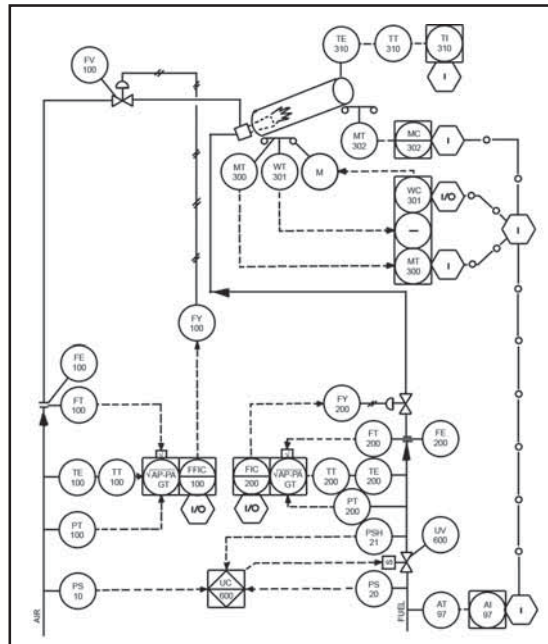 TE
310
TT
310
TI
310
I
FV
100
MT
302
MC
302
I
MT
300
WT
301
M
WC
301
I/O
I
MT
300
I
FY
100
FE
100
FT
100
FY
200
FIC
200
FT
200
FE
200
TE
100
TT
100
√ΔP·PA
GT
FFIC
100
√ΔP·PA
GT
TT
200
TE
200
I/O
I/O
PT
100
PT
200
PSH
21
UV
600
S
PS
10
UC
600
PS
20
AIR
FUEL
AT
97
AI
97
I